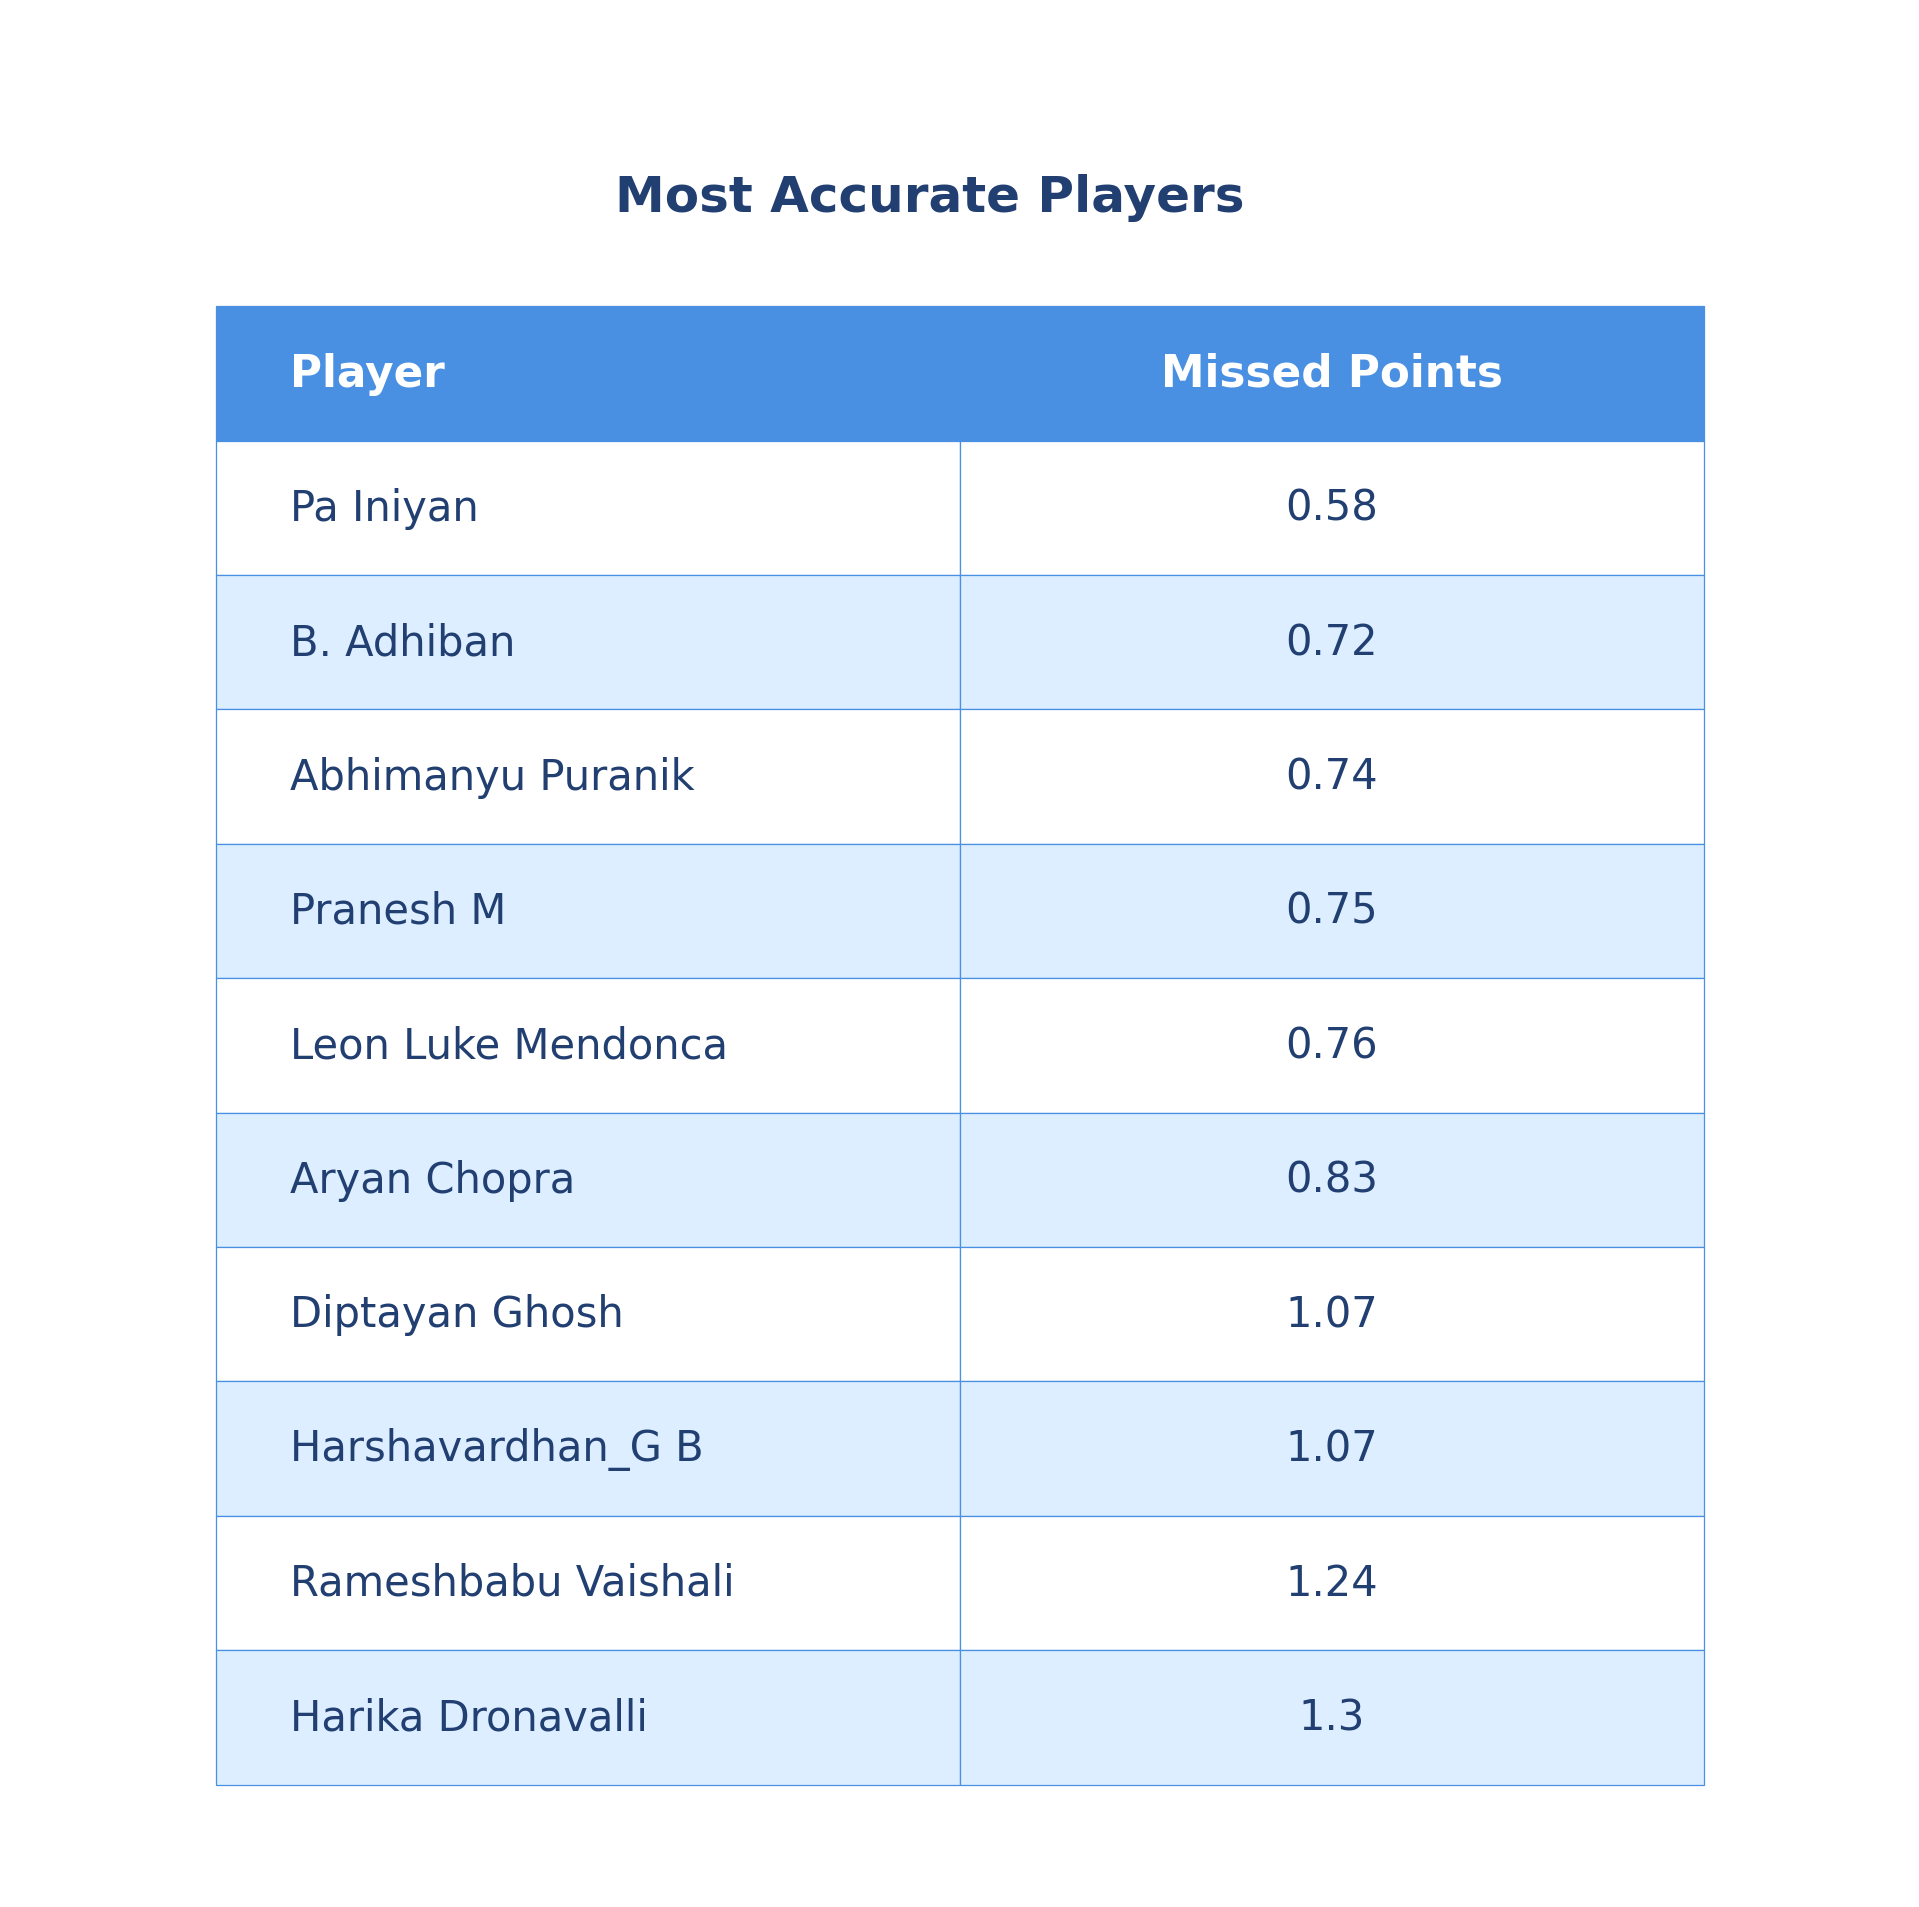 Most Accurate Players
Player Missed Points
Pa Iniyan 0.58
B. Adhiban 0.72
Abhimanyu Puranik 0.74
Pranesh M 0.75
Leon Luke Mendonca 0.76
Aryan Chopra 0.83
Diptayan Ghosh 1.07
Harshavardhan_G B 1.07
Rameshbabu Vaishali 1.24
Harika Dronavalli 1.3